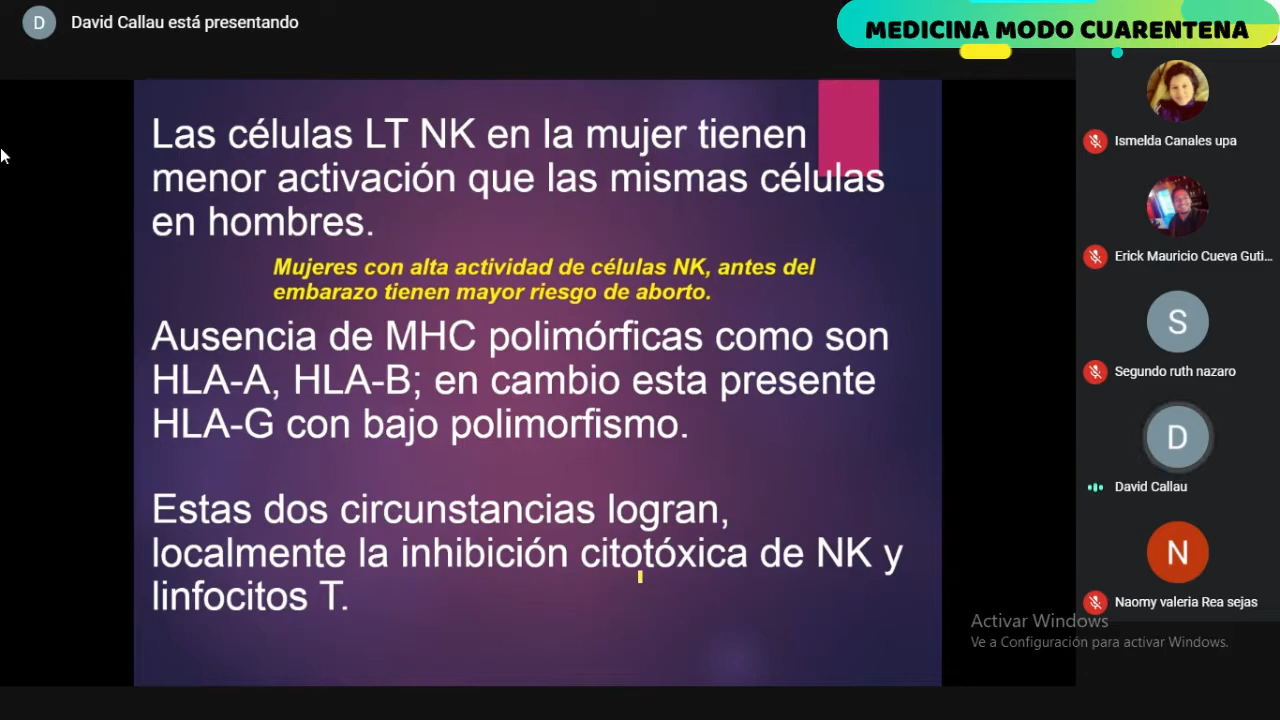 D
David Callau está presentando
MEDICINA MODO CUARENTENA
Las células LT NK en la mujer tienen
menor activación que las mismas células
en hombres.
Mujeres con alta actividad de células NK, antes del
embarazo tienen mayor riesgo de aborto.
Ausencia de MHC polimórficas como son
HLA-A, HLA-B; en cambio esta presente
HLA-G con bajo polimorfismo.
Estas dos circunstancias logran,
localmente la inhibición citotóxica de NK y
linfocitos T.
Ismelda Canales upa
Erick Mauricio Cueva Guti...
S
Segundo ruth nazaro
D
David Callau
N
Naomy valeria Rea sejas
Activar Windows
Ve a Configuración para activar Windows.